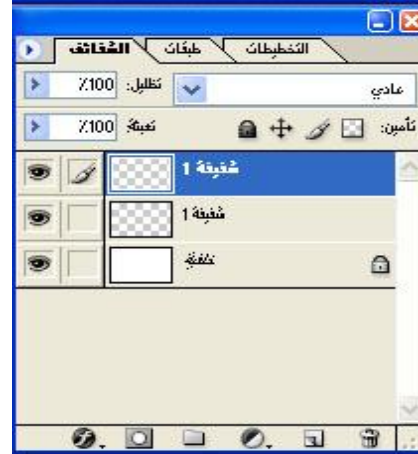 الشفائف طبقات التخطيطات
عادي تظليل: ٪100
تأمين: تعبئة ٪100
شفيفة 1
شفيفة 1
خلفية